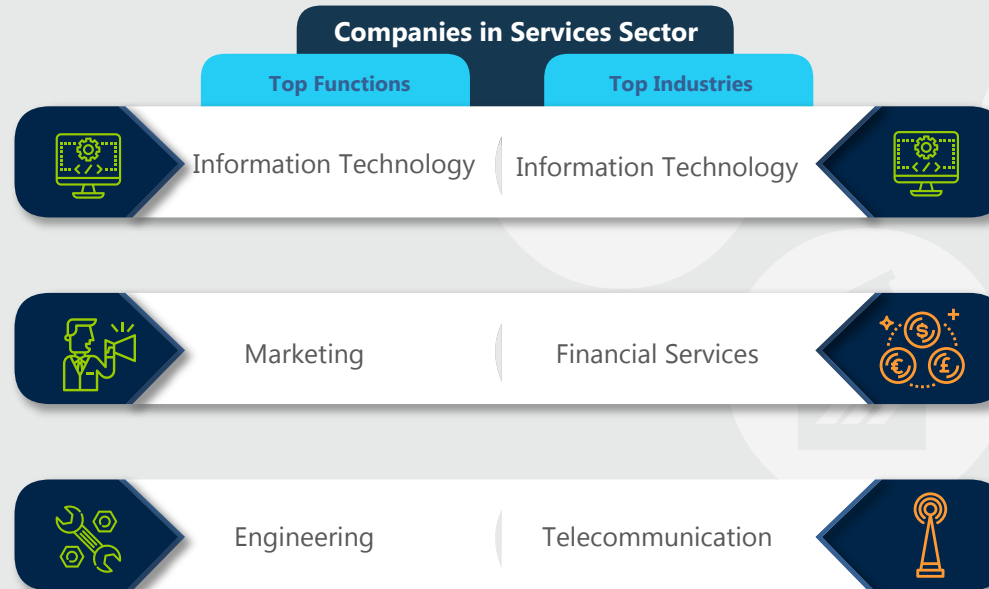 Companies in Services Sector
Top Functions
Top Industries
Information Technology
Information Technology
Marketing
Financial Services
Engineering
Telecommunication